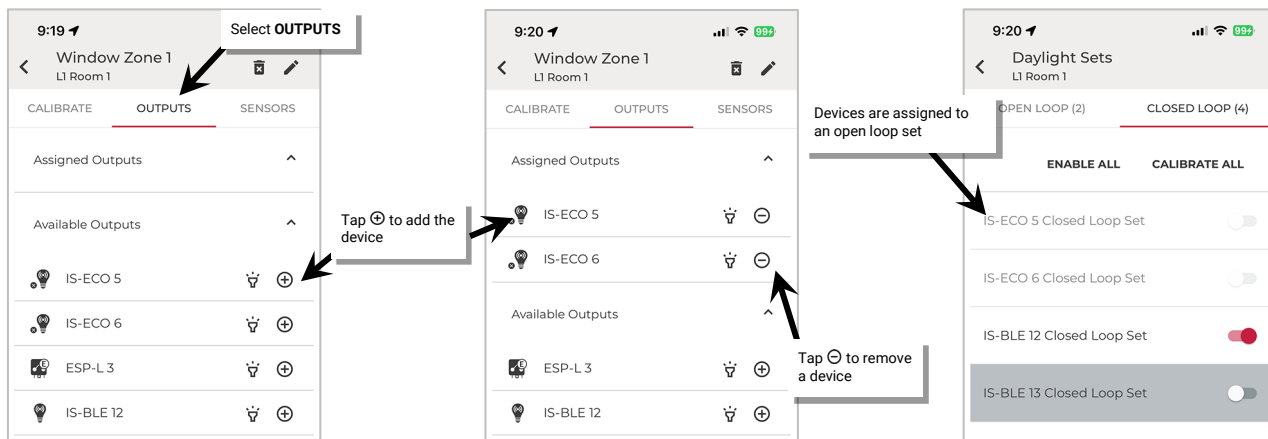 9:19
Select OUTPUTS
Window Zone 1
L1 Room 1
CALIBRATE OUTPUTS SENSORS
Assigned Outputs
Available Outputs
IS-ECO 5
IS-ECO 6
ESP-L 3
IS-BLE 12
Tap ⊕ to add the
device
9:20
99
Window Zone 1
L1 Room 1
CALIBRATE OUTPUTS SENSORS
Assigned Outputs
IS-ECO 5
IS-ECO 6
Available Outputs
ESP-L 3
IS-BLE 12
Tap ⊖ to remove
a device
Devices are assigned to
an open loop set
9:20
99
Daylight Sets
L1 Room 1
OPEN LOOP (2) CLOSED LOOP (4)
ENABLE ALL CALIBRATE ALL
IS-ECO 5 Closed Loop Set
IS-ECO 6 Closed Loop Set
IS-BLE 12 Closed Loop Set
IS-BLE 13 Closed Loop Set